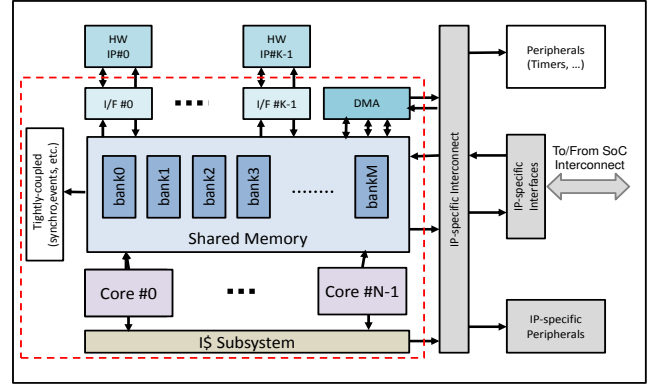 HW
IP#0
HW
IP#K-1
I/F #0
I/F #K-1
DMA
Peripherals
(Timers, ...)
Tightly-coupled
(synchro,events, etc.)
bank0
bank1
bank2
bank3
........
bankM
Shared Memory
IP-specific Interconnect
IP-specific
Interfaces
To/From SoC
Interconnect
Core #0
Core #N-1
I$ Subsystem
IP-specific
Peripherals